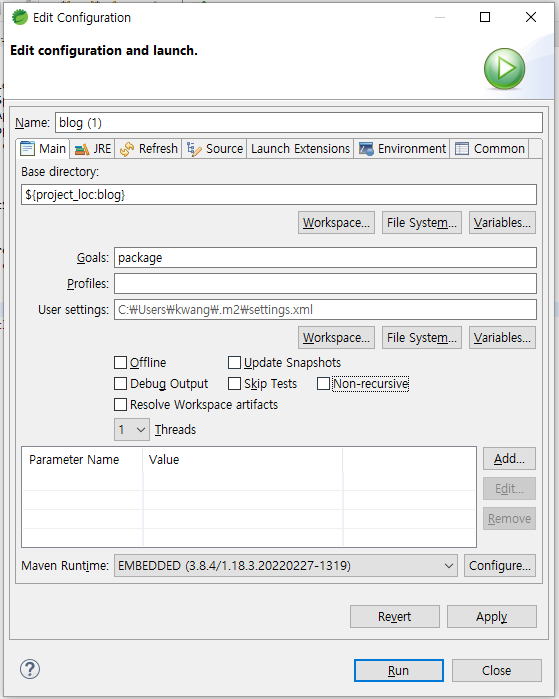 Edit Configuration
Edit configuration and launch.
Name: blog (1)
Main JRE Refresh Source Launch Extensions Environment Common
Base directory:
${project_loc:blog}
Workspace... File System... Variables...
Goals: package
Profiles:
User settings: C:₩Users₩kwang₩.m2₩settings.xml
Workspace... File System... Variables...
Offline Update Snapshots
Debug Output Skip Tests Non-recursive
Resolve Workspace artifacts
1 Threads
Parameter Name Value
Add...
Edit...
Remove
Maven Runtime: EMBEDDED (3.8.4/1.18.3.20220227-1319) Configure...
Revert Apply
? Run Close